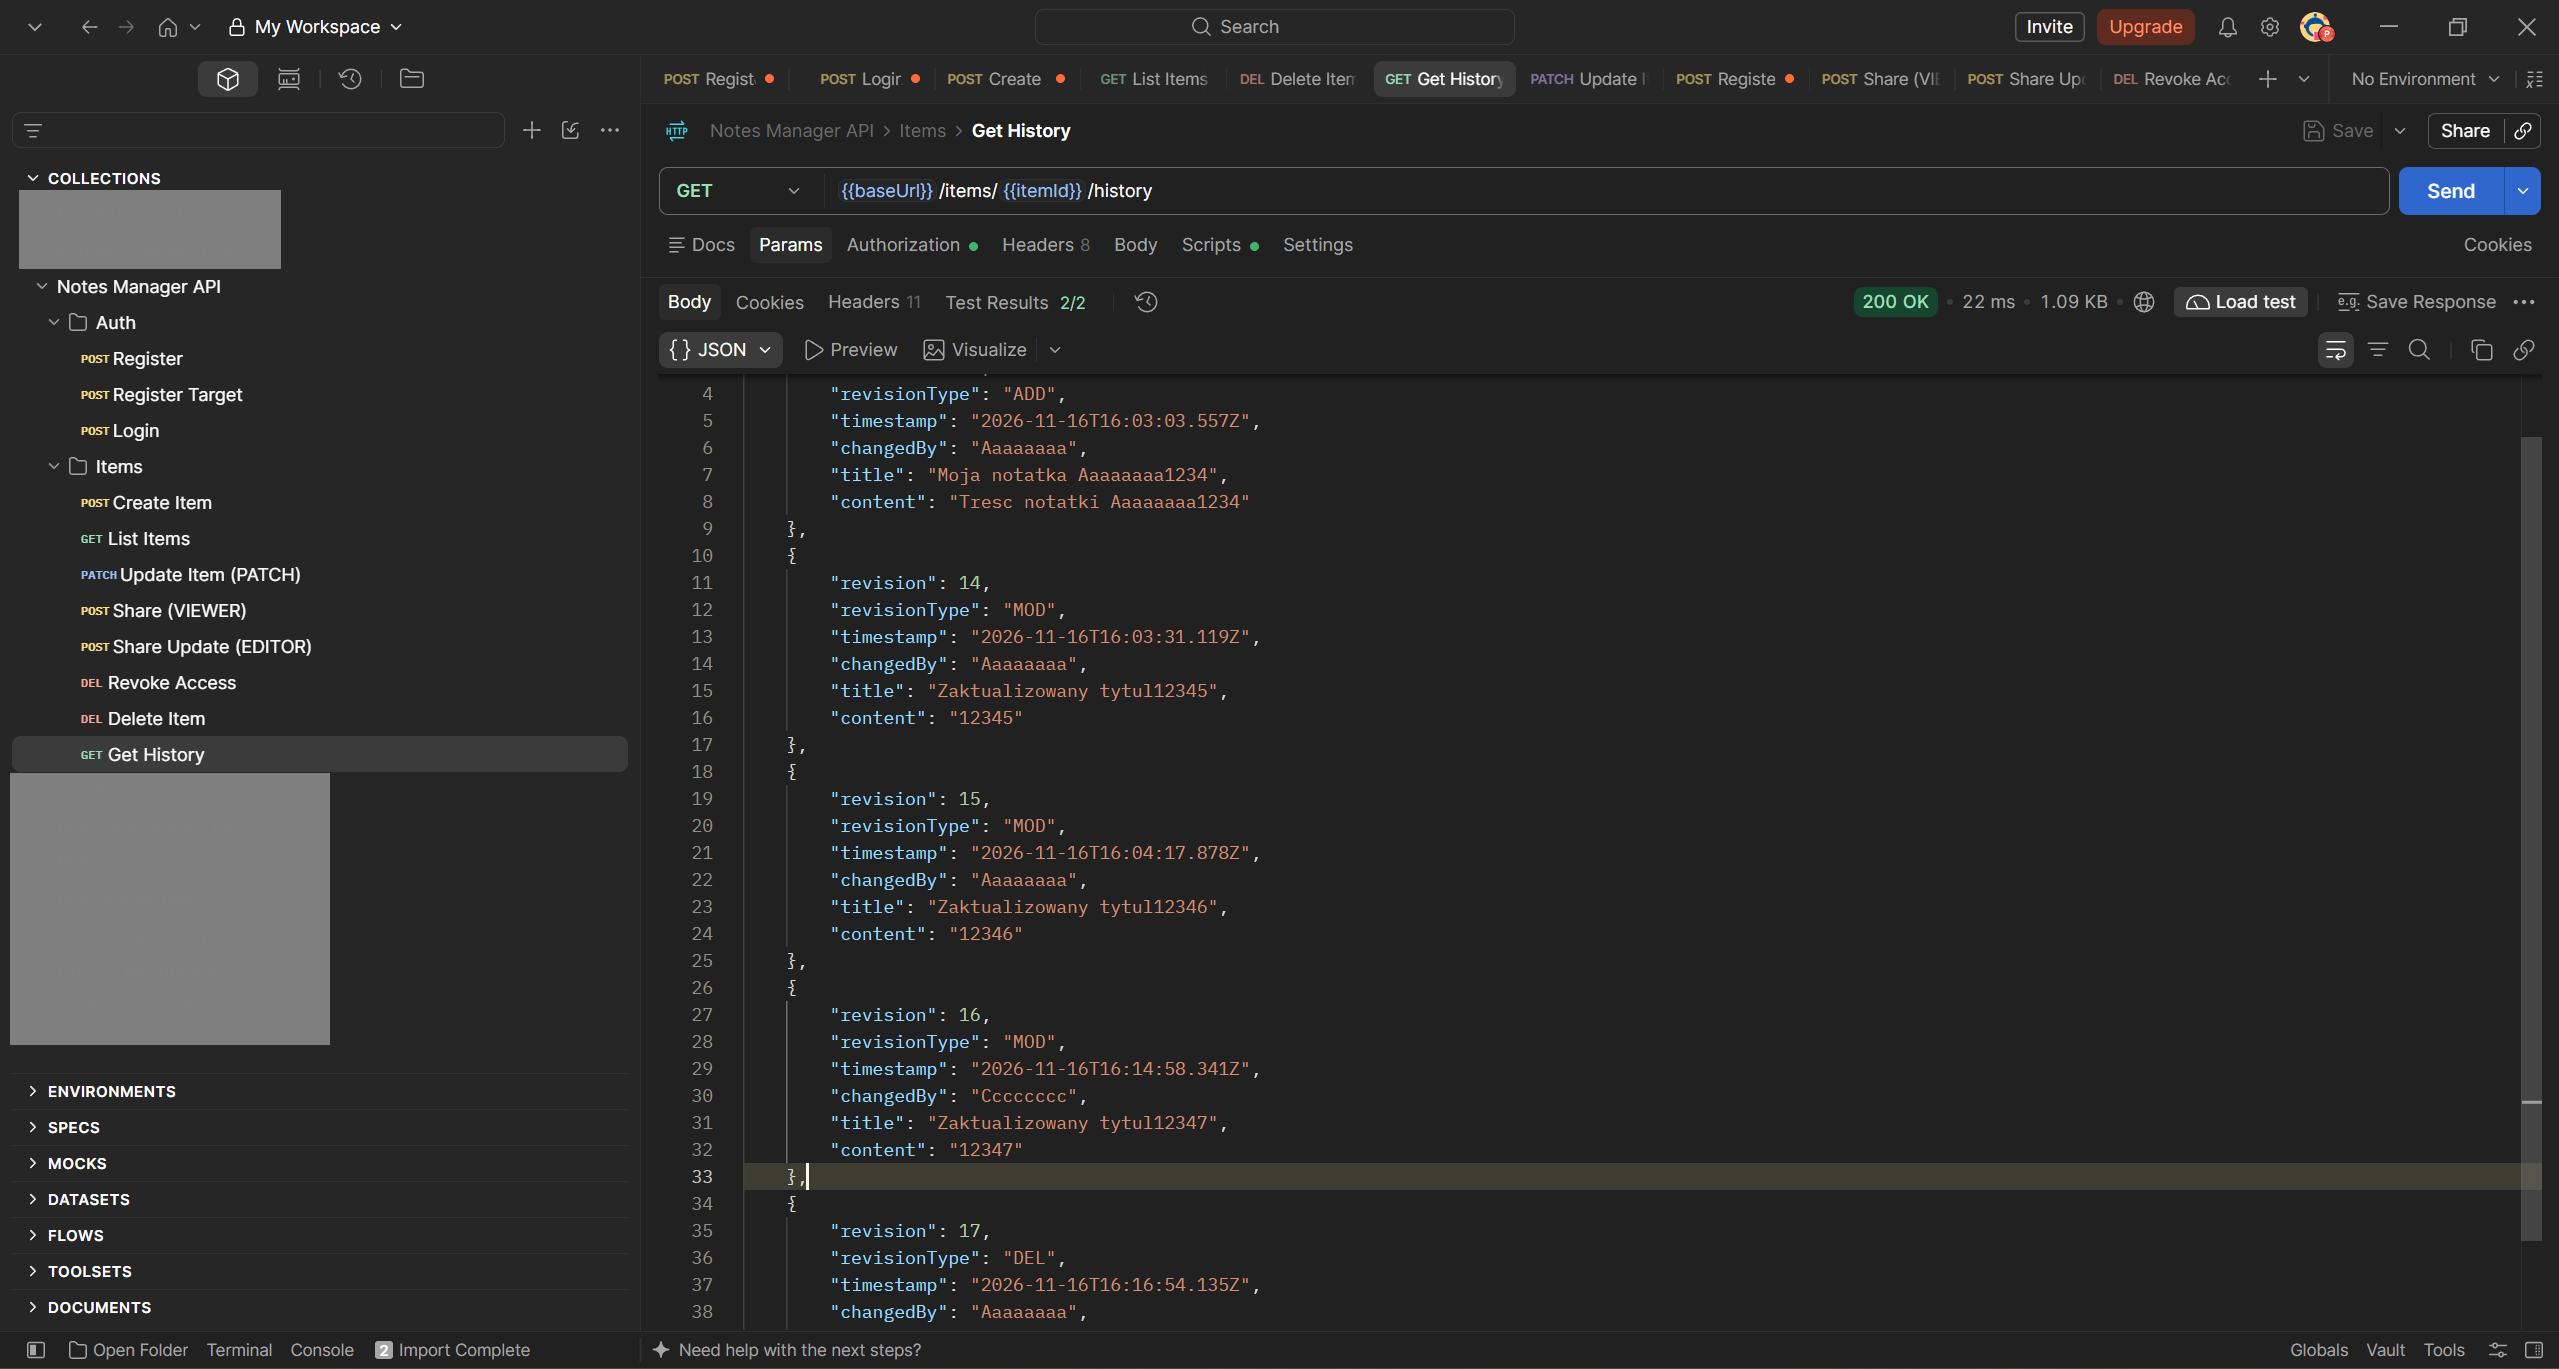 My Workspace
Search
Invite
Upgrade
POST Regist
POST Login
POST Create
GET List Items
DEL Delete Item
GET Get History
PATCH Update I
POST Registe
POST Share (VIE
POST Share Up
DEL Revoke Acc
No Environment
HTTP Notes Manager API > Items > Get History
Save
Share
COLLECTIONS
GET {{baseUrl}} /items/ {{itemId}} /history
Send
Docs Params Authorization Headers 8 Body Scripts Settings
Cookies
Notes Manager API
Auth
POST Register
POST Register Target
POST Login
Items
POST Create Item
GET List Items
PATCH Update Item (PATCH)
POST Share (VIEWER)
POST Share Update (EDITOR)
DEL Revoke Access
DEL Delete Item
GET Get History
ENVIRONMENTS
SPECS
MOCKS
DATASETS
FLOWS
TOOLSETS
DOCUMENTS
Body Cookies Headers 11 Test Results 2/2
200 OK • 22 ms • 1.09 KB
Load test
e.g. Save Response
{} JSON
Preview
Visualize
4 "revisionType": "ADD",
5 "timestamp": "2026-11-16T16:03:03.557Z",
6 "changedBy": "Aaaaaaaa",
7 "title": "Moja notatka Aaaaaaaa1234",
8 "content": "Tresc notatki Aaaaaaaa1234"
9 },
10 {
11 "revision": 14,
12 "revisionType": "MOD",
13 "timestamp": "2026-11-16T16:03:31.119Z",
14 "changedBy": "Aaaaaaaa",
15 "title": "Zaktualizowany tytul12345",
16 "content": "12345"
17 },
18 {
19 "revision": 15,
20 "revisionType": "MOD",
21 "timestamp": "2026-11-16T16:04:17.878Z",
22 "changedBy": "Aaaaaaaa",
23 "title": "Zaktualizowany tytul12346",
24 "content": "12346"
25 },
26 {
27 "revision": 16,
28 "revisionType": "MOD",
29 "timestamp": "2026-11-16T16:14:58.341Z",
30 "changedBy": "Cccccccc",
31 "title": "Zaktualizowany tytul12347",
32 "content": "12347"
33 },
34 {
35 "revision": 17,
36 "revisionType": "DEL",
37 "timestamp": "2026-11-16T16:16:54.135Z",
38 "changedBy": "Aaaaaaaa",
Open Folder Terminal Console 2 Import Complete
Need help with the next steps?
Globals Vault Tools